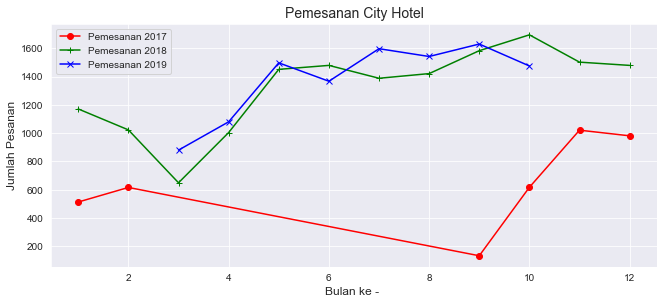 Pemesanan City Hotel
Pemesanan 2017
Pemesanan 2018
Pemesanan 2019
Jumlah Pesanan
1600
1400
1200
1000
800
600
400
200
2 4 6 8 10 12
Bulan ke -